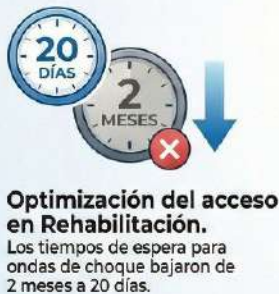 20
DÍAS
2
MESES
Optimización del acceso
en Rehabilitación.
Los tiempos de espera para
ondas de choque bajaron de
2 meses a 20 días.